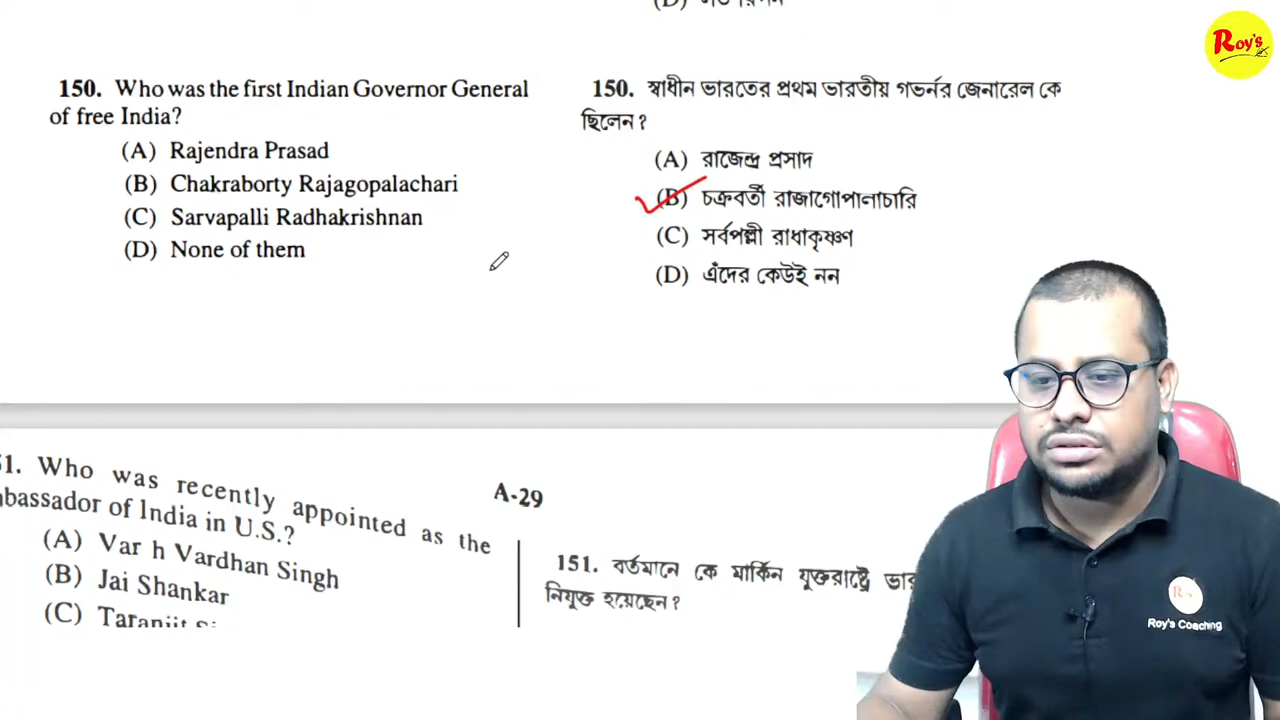 Roy's
150. Who was the first Indian Governor General
of free India?
(A) Rajendra Prasad
(B) Chakraborty Rajagopalachari
(C) Sarvapalli Radhakrishnan
(D) None of them
150. স্বাধীন ভারতের প্রথম ভারতীয় গভর্নর জেনারেল কে
ছিলেন?
(A) রাজেন্দ্র প্রসাদ
(B) চক্রবর্তী রাজাগোপালাচারি
(C) সর্বপল্লী রাধাকৃষ্ণণ
(D) এঁদের কেউই নন
A-29
1. Who was recently appointed as the
bassador of India in U.S.?
(A) Var h Vardhan Singh
(B) Jai Shankar
(C) Taranjit
151. বর্তমানে কে মার্কিন যুক্তরাষ্ট্রে
নিযুক্ত হয়েছেন?
Roy's Coaching